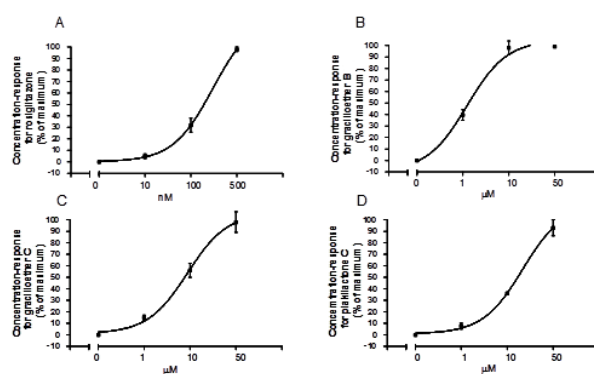 A
Concentration-response
for rosiglitazone
(% of maximum)
100
90
80
70
60
50
40
30
20
10
0
-10
0 10 100 500
nM
B
Concentration-response
for gracilioether B
(% of maximum)
100
90
80
70
60
50
40
30
20
10
0
-10
0 1 10 50
µM
C
Concentration-response
for gracilioether C
(% of maximum)
100
90
80
70
60
50
40
30
20
10
0
-10
0 1 10 50
µM
D
Concentration-response
for plakilactone C
(% of maximum)
100
90
80
70
60
50
40
30
20
10
0
-10
0 1 10 50
µM